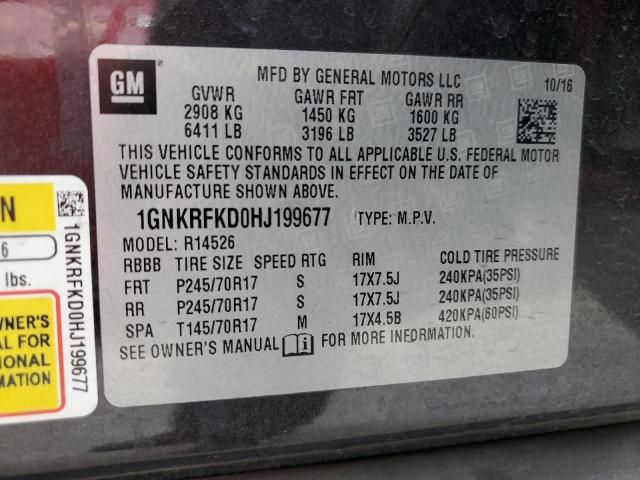 GM
MFD BY GENERAL MOTORS LLC
10/16
GVWR GAWR FRT GAWR RR
2908 KG 1450 KG 1600 KG
6411 LB 3196 LB 3527 LB
THIS VEHICLE CONFORMS TO ALL APPLICABLE U.S. FEDERAL MOTOR
VEHICLE SAFETY STANDARDS IN EFFECT ON THE DATE OF
MANUFACTURE SHOWN ABOVE.
1GNKRFKD0HJ199677 TYPE: M.P.V.
MODEL: R14526
RBBB TIRE SIZE SPEED RTG RIM COLD TIRE PRESSURE
FRT P245/70R17 S 17X7.5J 240KPA(35PSI)
RR P245/70R17 S 17X7.5J 240KPA(35PSI)
SPA T145/70R17 M 17X4.5B 420KPA(60PSI)
SEE OWNER'S MANUAL FOR MORE INFORMATION.
N
6
lbs.
WNER'S
AL FOR
IONAL
MATION
1GNKRFKD0HJ199677